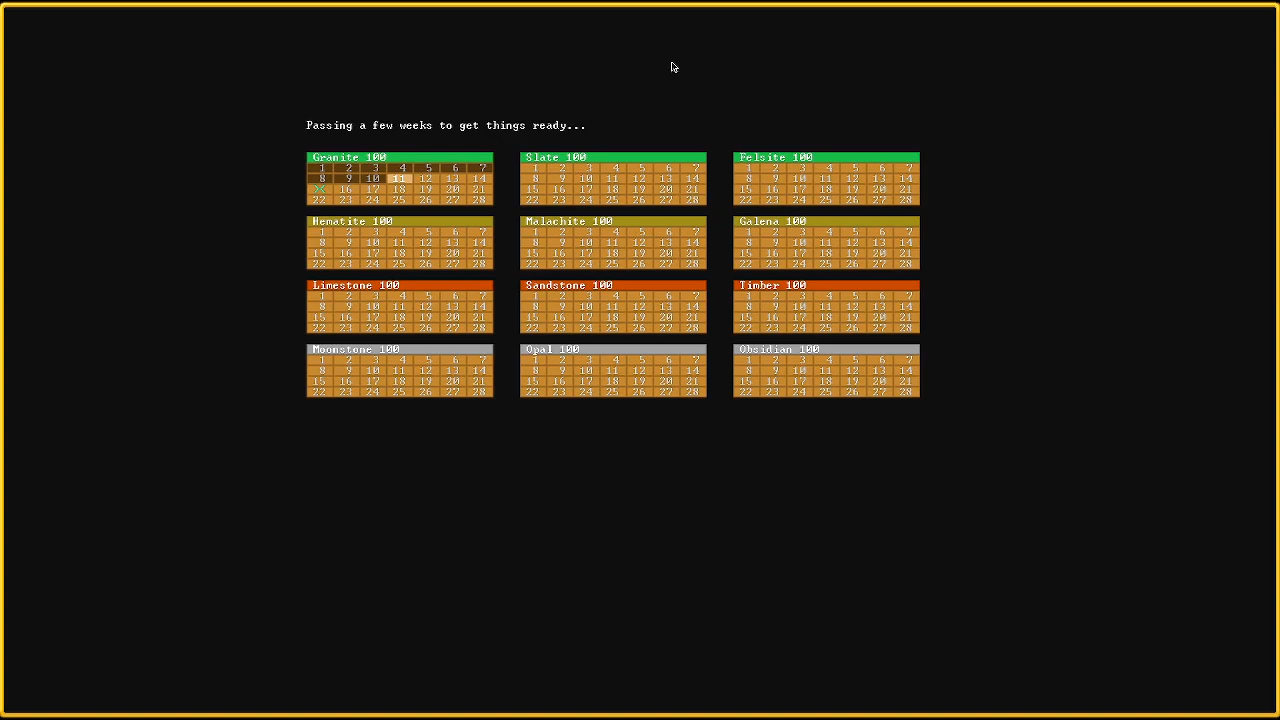 Passing a few weeks to get things ready...
Granite 100
1 2 3 4 5 6 7
8 9 10 11 12 13 14
16 17 18 19 20 21
22 23 24 25 26 27 28
Slate 100
1 2 3 4 5 6 7
8 9 10 11 12 13 14
15 16 17 18 19 20 21
22 23 24 25 26 27 28
Felsite 100
1 2 3 4 5 6 7
8 9 10 11 12 13 14
15 16 17 18 19 20 21
22 23 24 25 26 27 28
Hematite 100
1 2 3 4 5 6 7
8 9 10 11 12 13 14
15 16 17 18 19 20 21
22 23 24 25 26 27 28
Malachite 100
1 2 3 4 5 6 7
8 9 10 11 12 13 14
15 16 17 18 19 20 21
22 23 24 25 26 27 28
Galena 100
1 2 3 4 5 6 7
8 9 10 11 12 13 14
15 16 17 18 19 20 21
22 23 24 25 26 27 28
Limestone 100
1 2 3 4 5 6 7
8 9 10 11 12 13 14
15 16 17 18 19 20 21
22 23 24 25 26 27 28
Sandstone 100
1 2 3 4 5 6 7
8 9 10 11 12 13 14
15 16 17 18 19 20 21
22 23 24 25 26 27 28
Timber 100
1 2 3 4 5 6 7
8 9 10 11 12 13 14
15 16 17 18 19 20 21
22 23 24 25 26 27 28
Moonstone 100
1 2 3 4 5 6 7
8 9 10 11 12 13 14
15 16 17 18 19 20 21
22 23 24 25 26 27 28
Opal 100
1 2 3 4 5 6 7
8 9 10 11 12 13 14
15 16 17 18 19 20 21
22 23 24 25 26 27 28
Obsidian 100
1 2 3 4 5 6 7
8 9 10 11 12 13 14
15 16 17 18 19 20 21
22 23 24 25 26 27 28